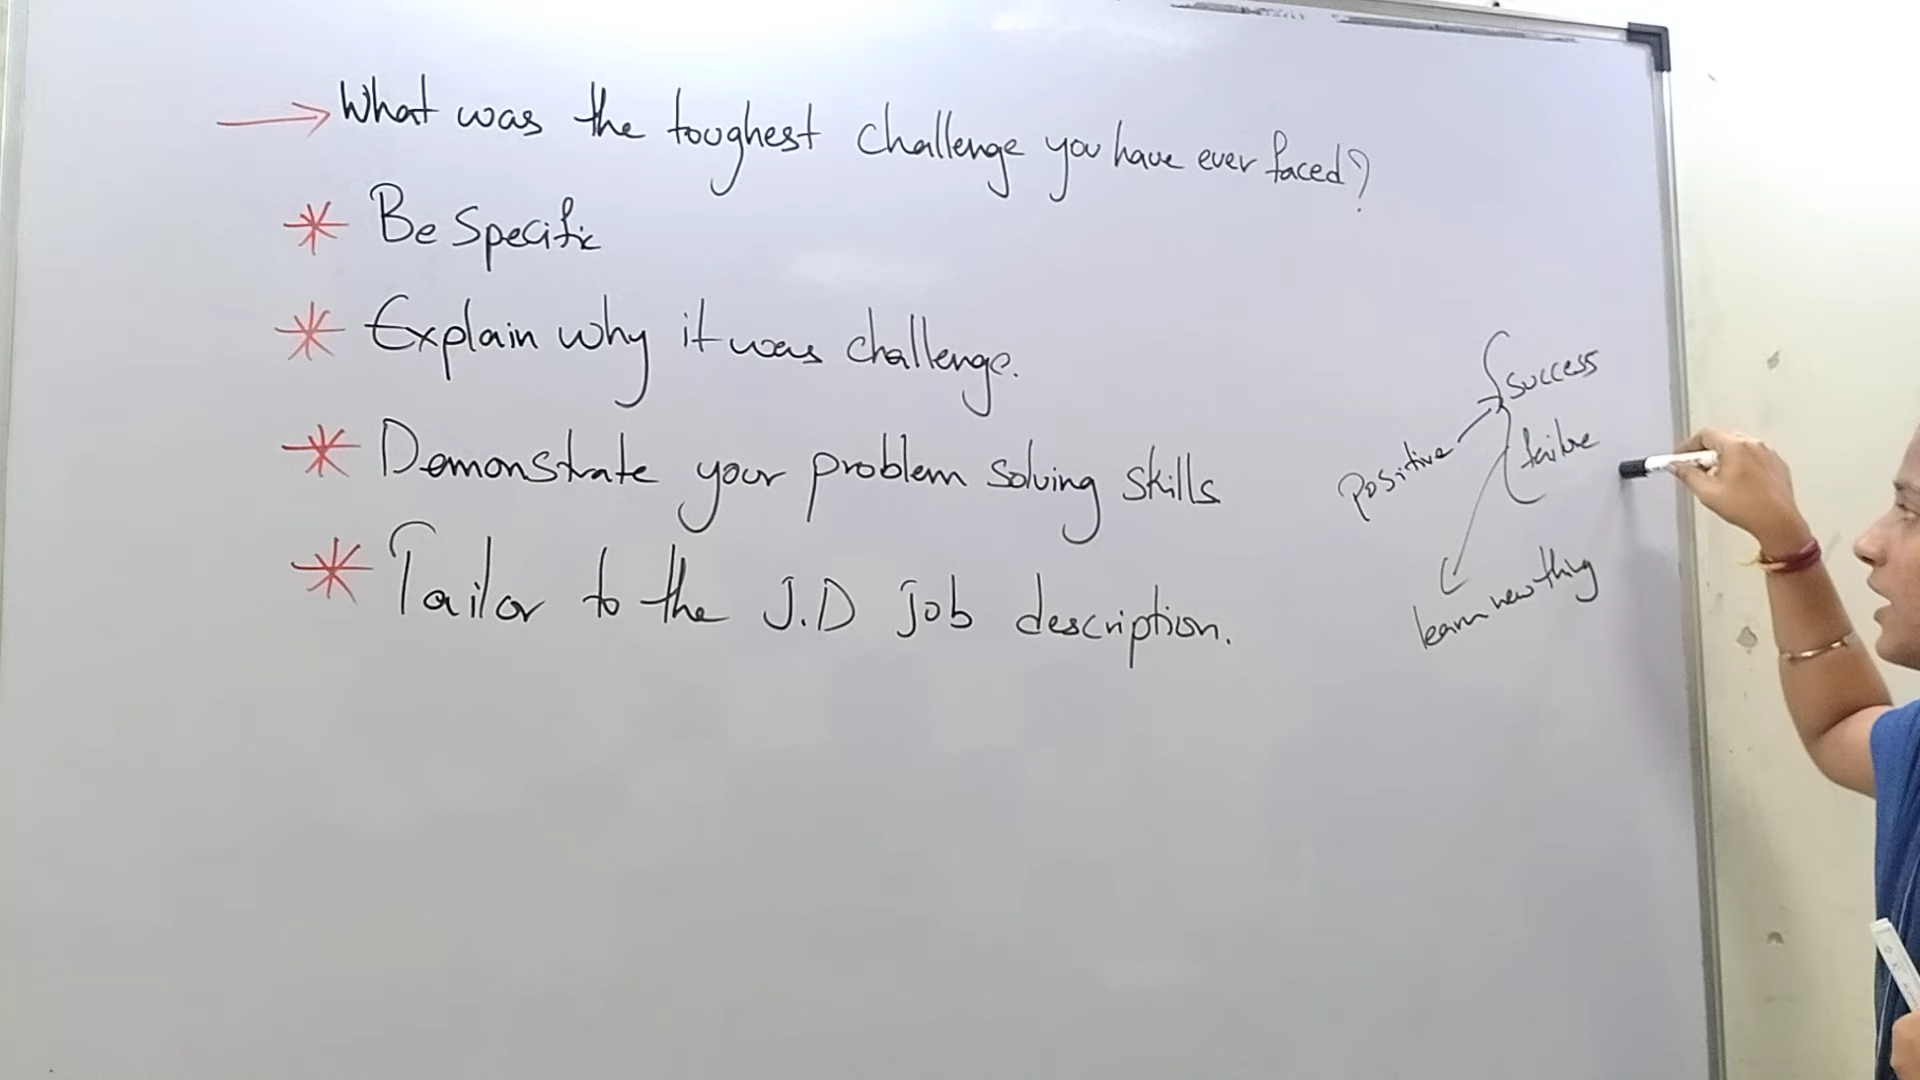 What was the toughest challenge you have ever faced?
Be specific
Explain why it was challenge.
Demonstrate your problem solving skills
Tailor to the J.D job description.
success
failure
positive
learn new thing